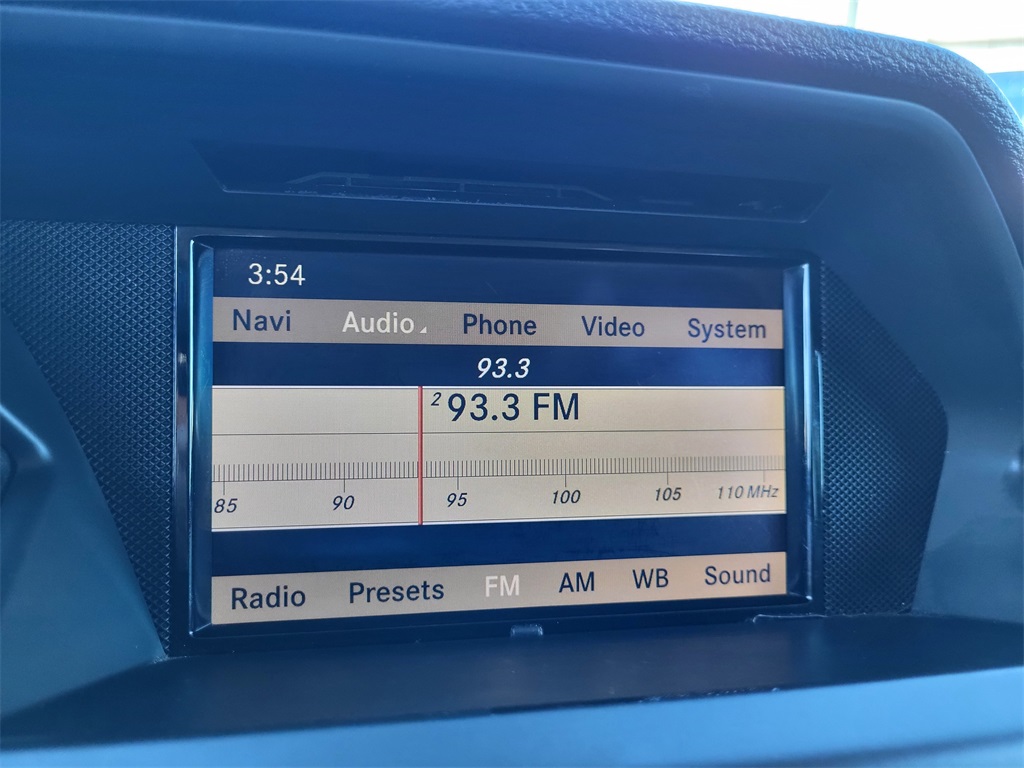 3:54
Navi Audio Phone Video System
93.3
2 93.3 FM
85 90 95 100 105 110 MHz
Radio Presets FM AM WB Sound